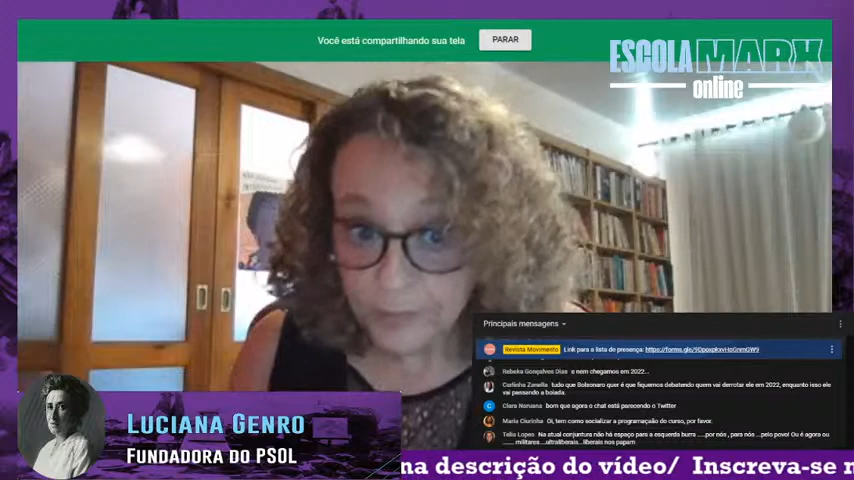 Você está compartilhando sua tela
PARAR
ESCOLA MARX
online
Principais mensagens
Revista Movimento Link para a lista de presença:
Rebeka Gonçalves Dias e nem chegamos em 2022...
Carlinha Zanella tudo que Bolsonaro quer é que fiquemos debatendo quem vai derrotar ele em 2022, enquanto isso ele
vai passando a boiada.
Clara Naruana bom que agora o chat está parecendo o Twitter
Maria Ciurinha Oi, tem como socializar a programação do curso, por favor.
Talia Lopes Na atual conjuntura não há espaço para a esquerda burra ......por nós , para nós ...pelo povo! Ou é agora ou
.......militares....ultraliberais...liberais nos papam
LUCIANA GENRO
FUNDADORA DO PSOL
na descrição do vídeo/ Inscreva-se n